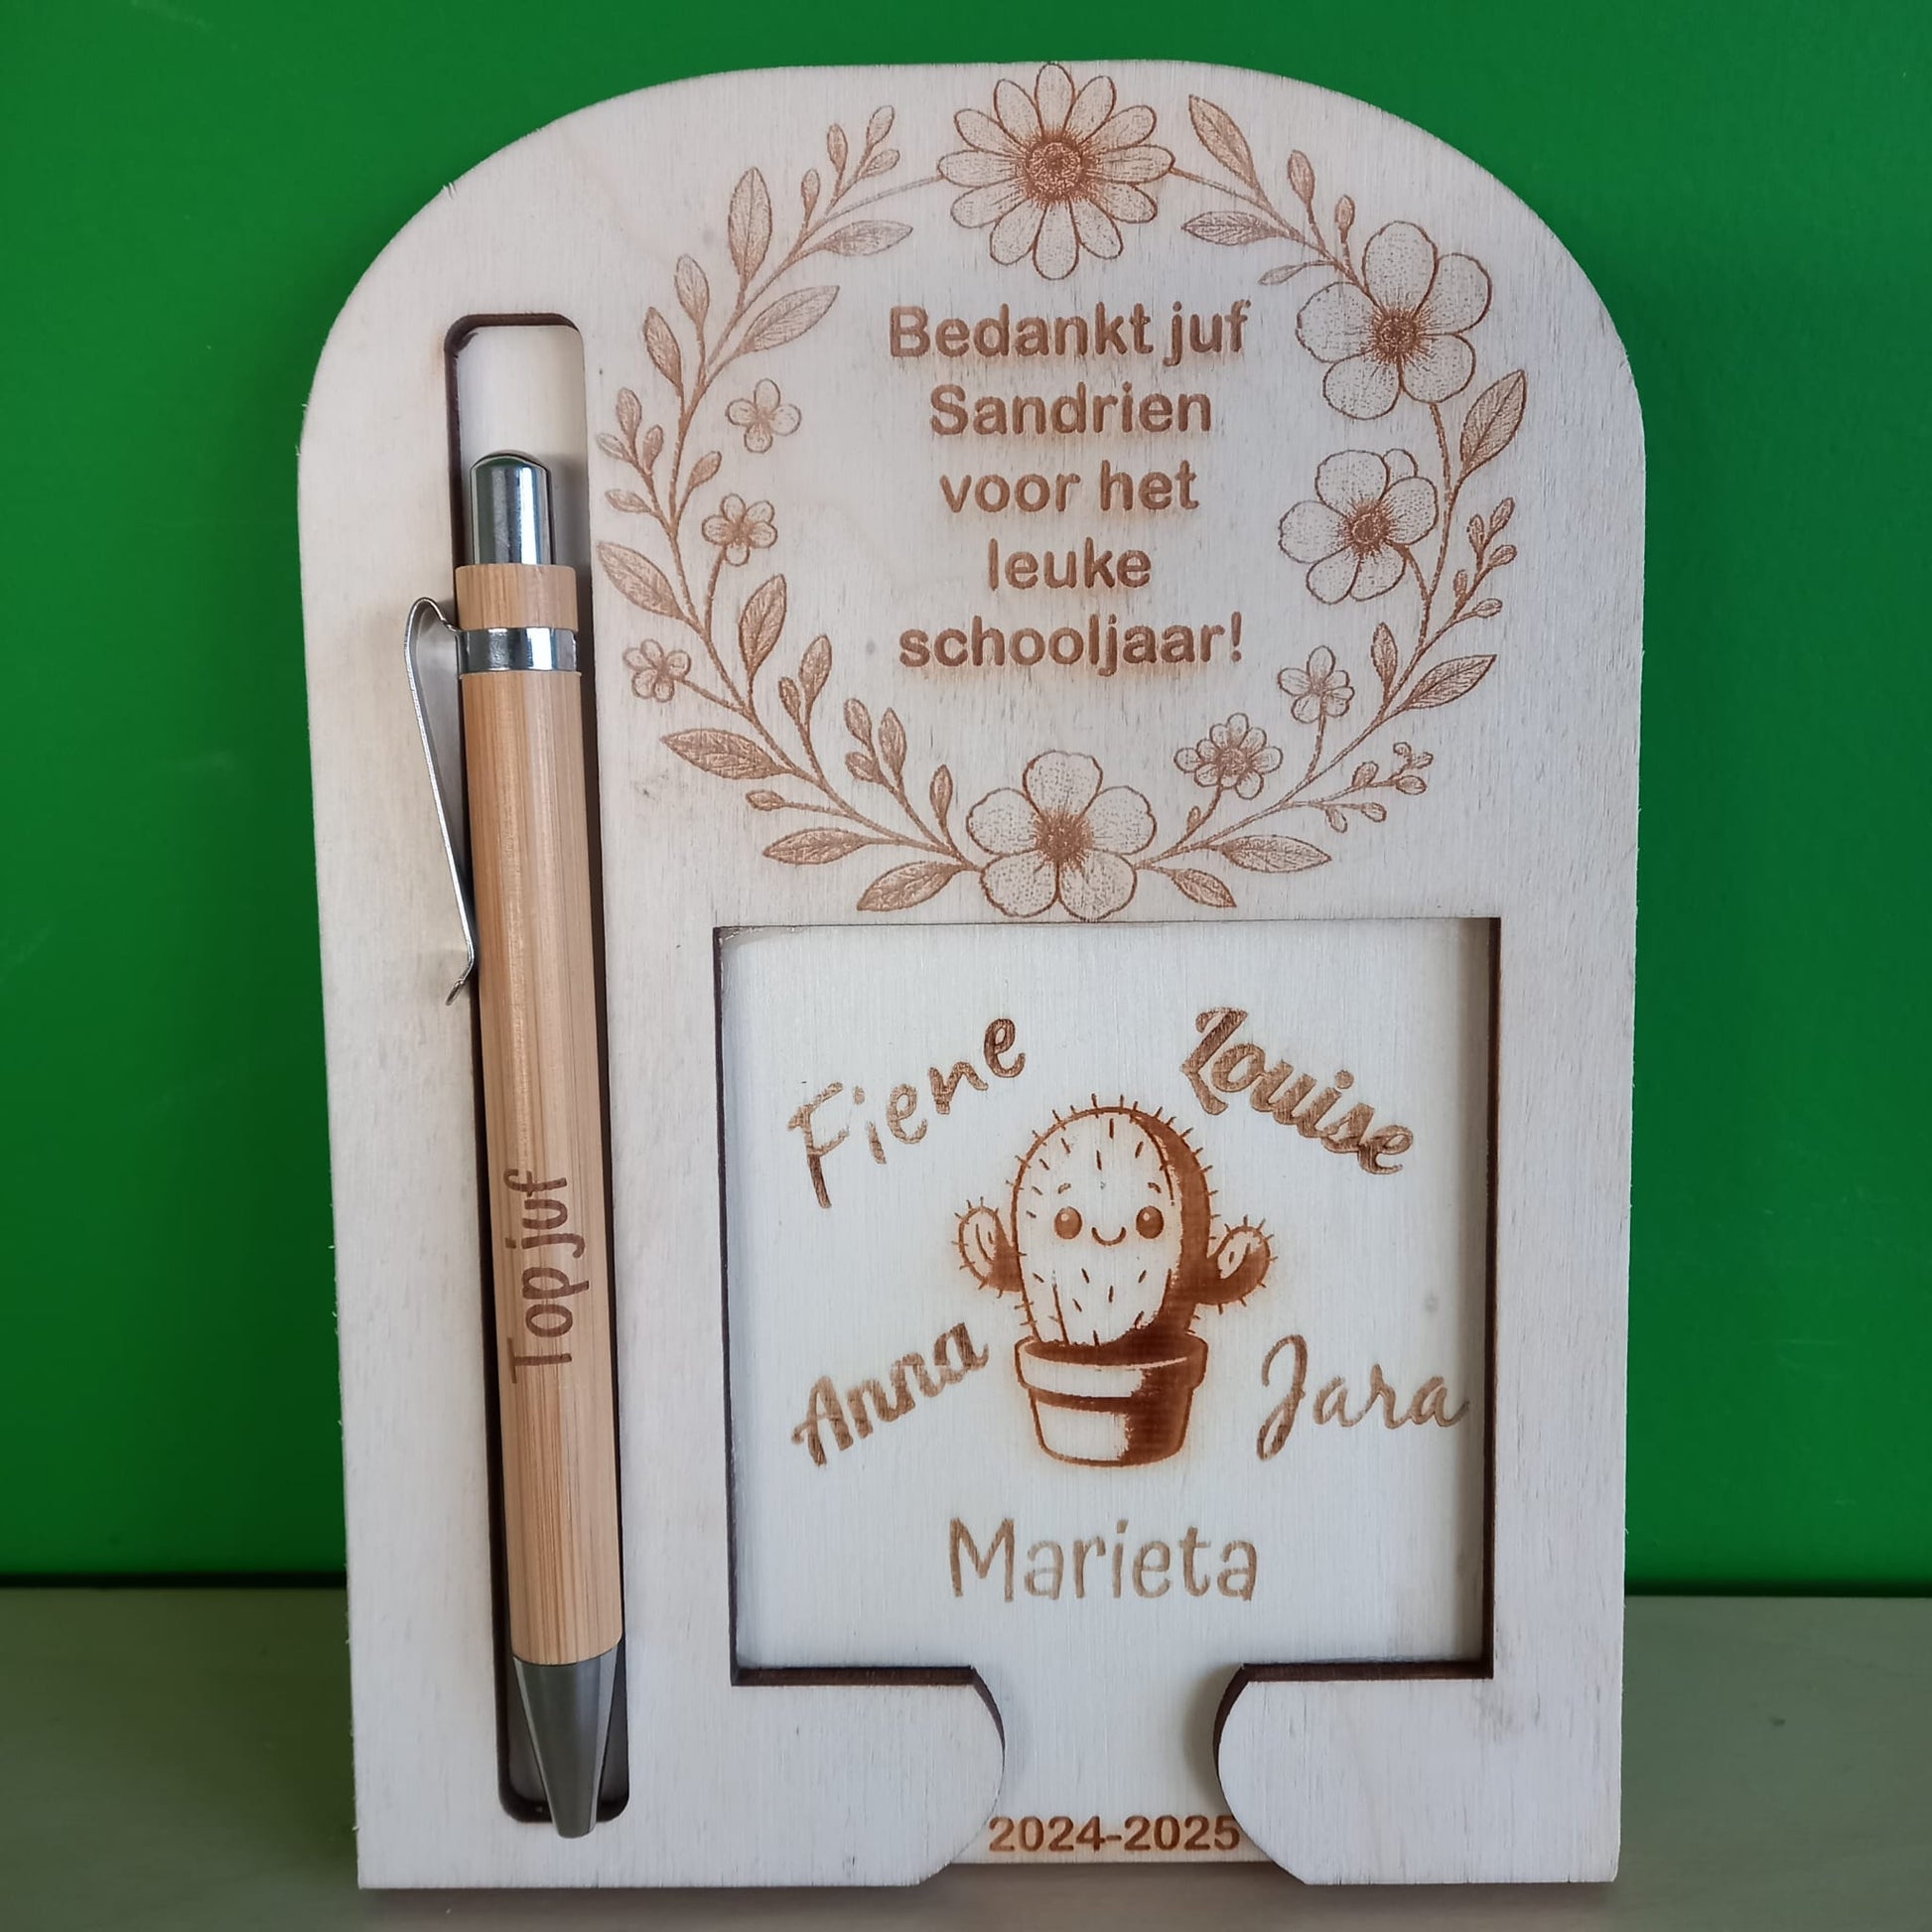 Bedankt juf
Sandrien
voor het
leuke
schooljaar!
Top juf
Fiene
Louise
Anna
Jara
Marieta
2024-2025